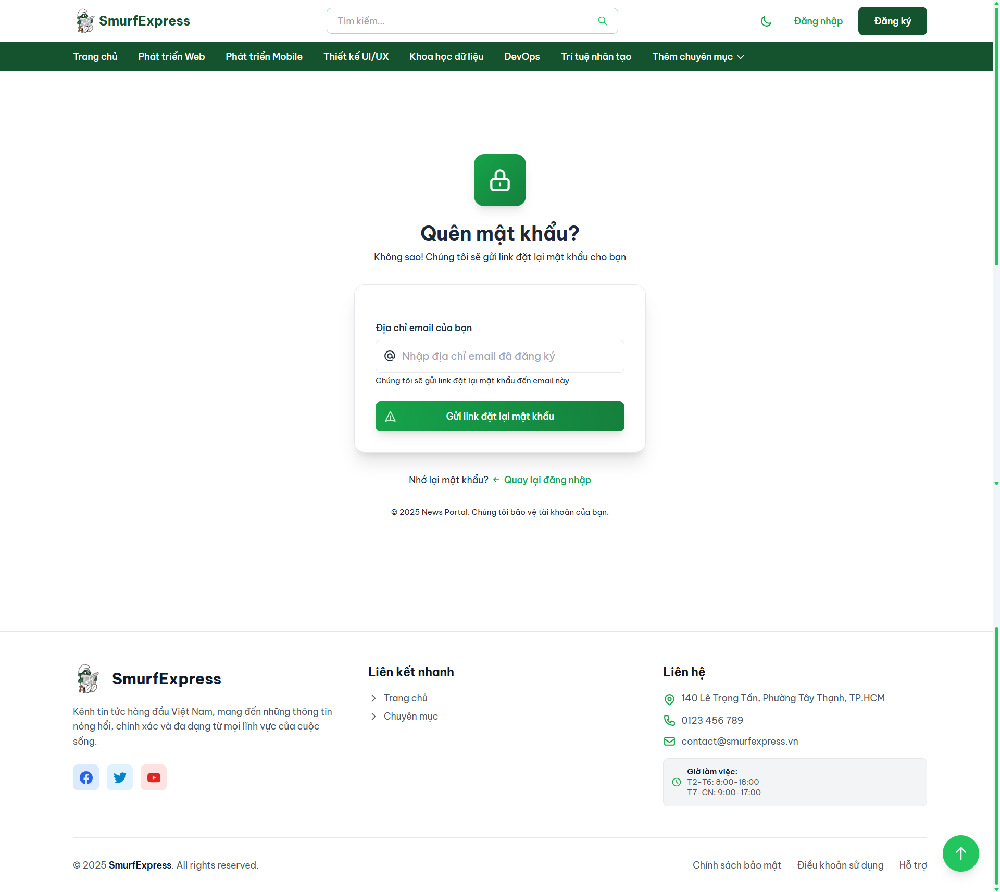 SmurfExpress
Tìm kiếm...
Đăng nhập
Đăng ký
Trang chủ
Phát triển Web
Phát triển Mobile
Thiết kế UI/UX
Khoa học dữ liệu
DevOps
Trí tuệ nhân tạo
Thêm chuyên mục
Quên mật khẩu?
Không sao! Chúng tôi sẽ gửi link đặt lại mật khẩu cho bạn
Địa chỉ email của bạn
Nhập địa chỉ email đã đăng ký
Chúng tôi sẽ gửi link đặt lại mật khẩu đến email này
Gửi link đặt lại mật khẩu
Nhớ lại mật khẩu? Quay lại đăng nhập
© 2025 News Portal. Chúng tôi bảo vệ tài khoản của bạn.
SmurfExpress
Kênh tin tức hàng đầu Việt Nam, mang đến những thông tin
nóng hổi, chính xác và đa dạng từ mọi lĩnh vực của cuộc
sống.
Liên kết nhanh
Trang chủ
Chuyên mục
Liên hệ
140 Lê Trọng Tấn, Phường Tây Thạnh, TP.HCM
0123 456 789
contact@smurfexpress.vn
Giờ làm việc:
T2-T6: 8:00-18:00
T7-CN: 9:00-17:00
© 2025 SmurfExpress. All rights reserved.
Chính sách bảo mật
Điều khoản sử dụng
Hỗ trợ